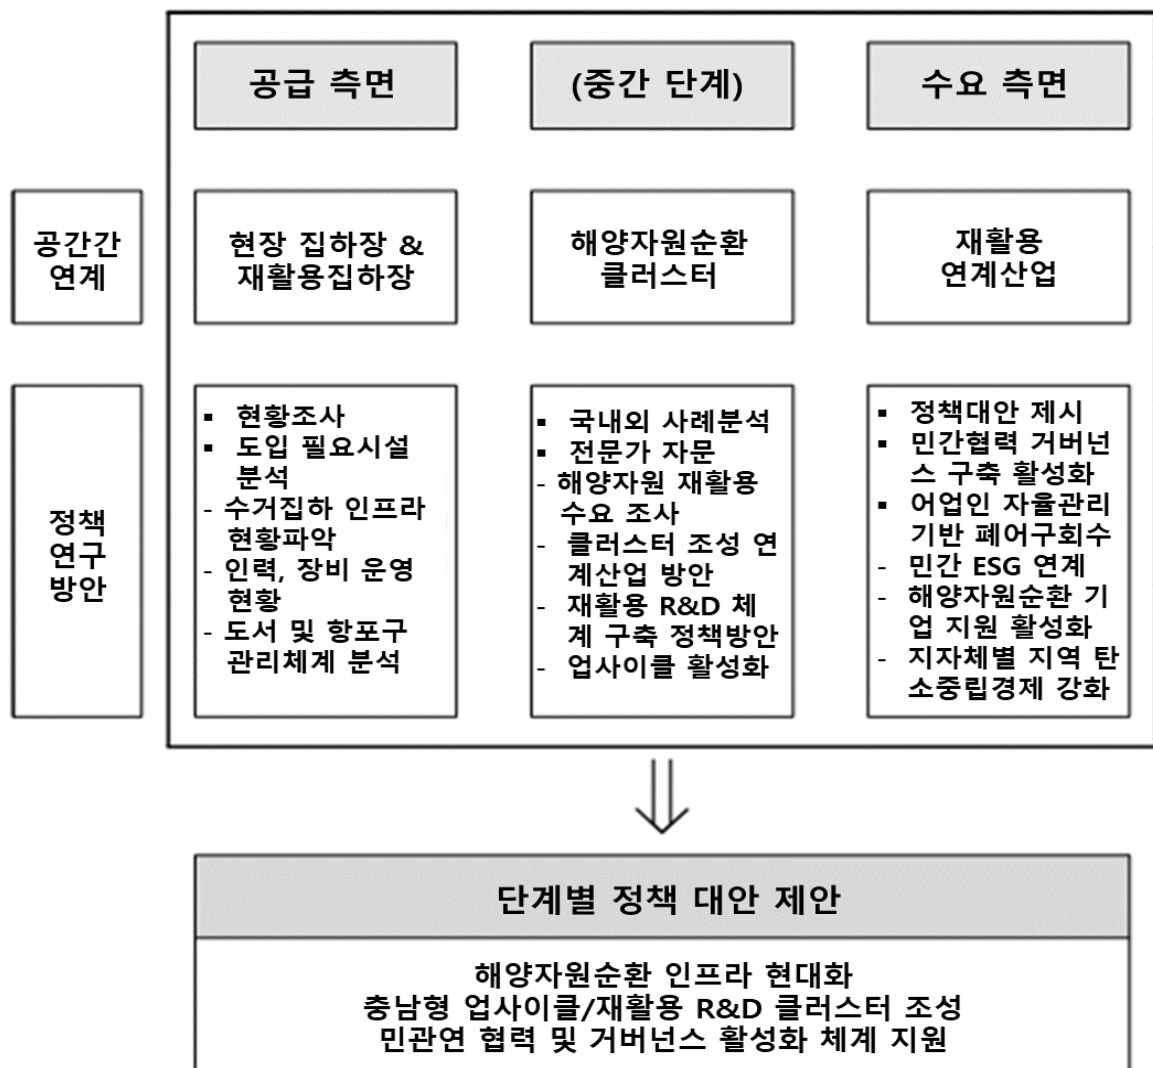 공급 측면
(중간 단계)
수요 측면
공간간
연계
현장 집하장 &
재활용집하장
해양자원순환
클러스터
재활용
연계산업
정책
연구
방안
▪ 현황조사
▪ 도입 필요시설
분석
- 수거집하 인프라
현황파악
- 인력, 장비 운영
현황
- 도서 및 항포구
관리체계 분석
▪ 국내외 사례분석
▪ 전문가 자문
- 해양자원 재활용
수요 조사
- 클러스터 조성 연
계산업 방안
- 재활용 R&D 체
계 구축 정책방안
- 업사이클 활성화
▪ 정책대안 제시
▪ 민간협력 거버넌
스 구축 활성화
▪ 어업인 자율관리
기반 폐어구회수
- 민간 ESG 연계
- 해양자원순환 기
업 지원 활성화
- 지자체별 지역 탄
소중립경제 강화
단계별 정책 대안 제안
해양자원순환 인프라 현대화
충남형 업사이클/재활용 R&D 클러스터 조성
민관연 협력 및 거버넌스 활성화 체계 지원